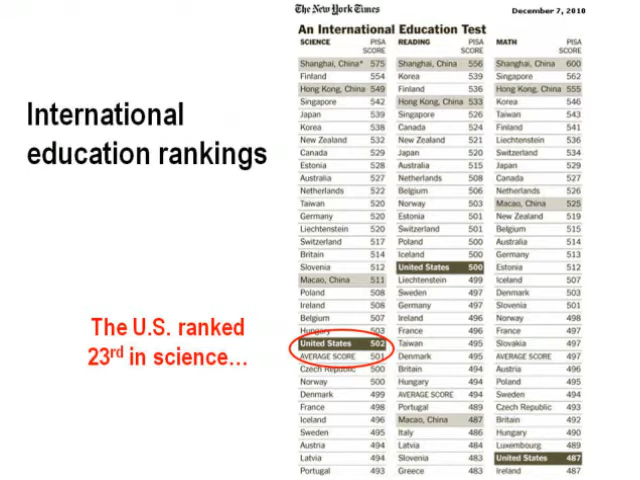 The New York Times
December 7, 2010
An International Education Test
SCIENCE PISA SCORE READING PISA SCORE MATH PISA SCORE
Shanghai, China* 575 Shanghai, China 556 Shanghai, China 600
Finland 554 Korea 539 Singapore 562
Hong Kong, China 549 Finland 536 Hong Kong, China 555
Singapore 542 Hong Kong, China 533 Korea 546
Japan 539 Singapore 526 Taiwan 543
Korea 538 Canada 524 Finland 541
New Zealand 532 New Zealand 521 Liechtenstein 536
Canada 529 Japan 520 Switzerland 534
Estonia 528 Australia 515 Japan 529
Australia 527 Netherlands 508 Canada 527
Netherlands 522 Belgium 506 Netherlands 526
Taiwan 520 Norway 503 Macao, China 525
Germany 520 Estonia 501 New Zealand 519
Liechtenstein 520 Switzerland 501 Belgium 515
Switzerland 517 Poland 500 Australia 514
Britain 514 Iceland 500 Germany 513
Slovenia 512 United States 500 Estonia 512
Macao, China 511 Liechtenstein 499 Iceland 507
Poland 508 Sweden 497 Denmark 503
Ireland 508 Germany 497 Slovenia 501
Belgium 507 Ireland 496 Norway 498
Hungary 503 France 496 France 497
United States 502 Taiwan 495 Slovakia 497
AVERAGE SCORE 501 Denmark 495 AVERAGE SCORE 497
Czech Republic 500 Britain 494 Austria 496
Norway 500 Hungary 494 Poland 495
Denmark 499 AVERAGE SCORE 494 Sweden 494
France 498 Portugal 489 Czech Republic 493
Iceland 496 Macao, China 487 Britain 492
Sweden 495 Italy 486 Hungary 490
Austria 494 Latvia 484 Luxembourg 489
Latvia 494 Slovenia 483 United States 487
Portugal 493 Greece 483 Ireland 487
International
education rankings
The U.S. ranked
23rd in science...